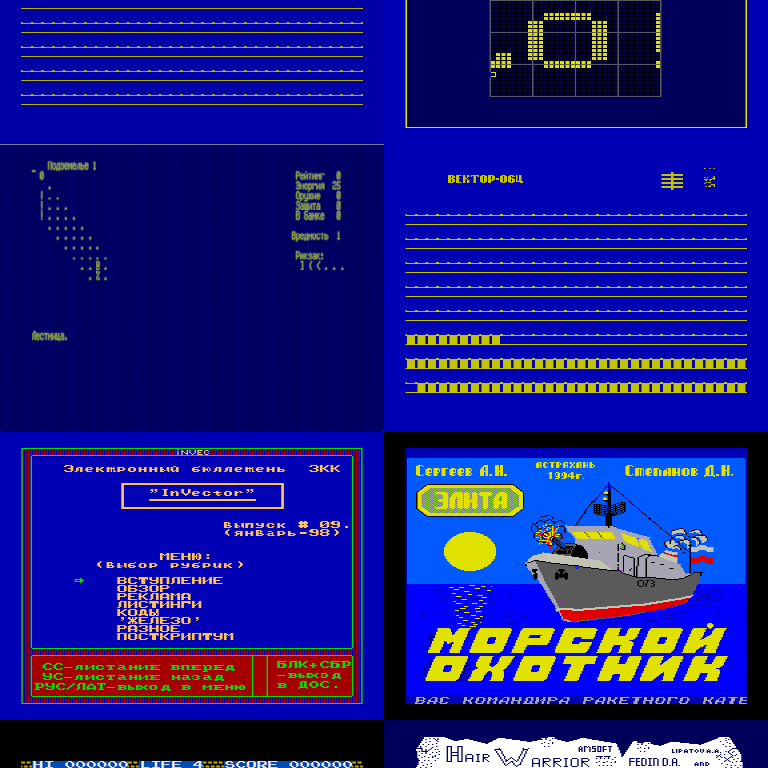 Подземелье 1
0
Рейтинг 0
Энергия 25
Оружие 0
Защита 0
В банке 0
Вредность 1
Рюкзак:
]((...
Лестница.
ВЕКТОР-06Ц
iNVEC
Электронный бюллетень ЗКК
"InVector"
Выпуск # 09.
(январь-98)
МЕНЮ:
(Выбор рубрик)
ВСТУПЛЕНИЕ
ОБЗОР
РЕКЛАМА
ЛИСТИНГИ
КОДЫ
'ЖЕЛЕЗО'
РАЗНОЕ
ПОСТКРИПТУМ
СС-листание вперед
УС-листание назад
РУС/ЛАТ-выход в меню
БЛК+СБР
-выход
в ДОС.
Сергеев А.Н.
АСТРАХАНЬ
1994г.
Степанов Д.Н.
ЭЛИТА
073
МОРСКОЙ
ОХОТНИК
ВАС КОМАНДИРА РАКЕТНОГО КАТЕ
HI 000000 LIFE 4 SCORE 000000
HAIR WARRIOR
AMSOFT
FEDIN D.A.
LIPATOV A.A.
AND